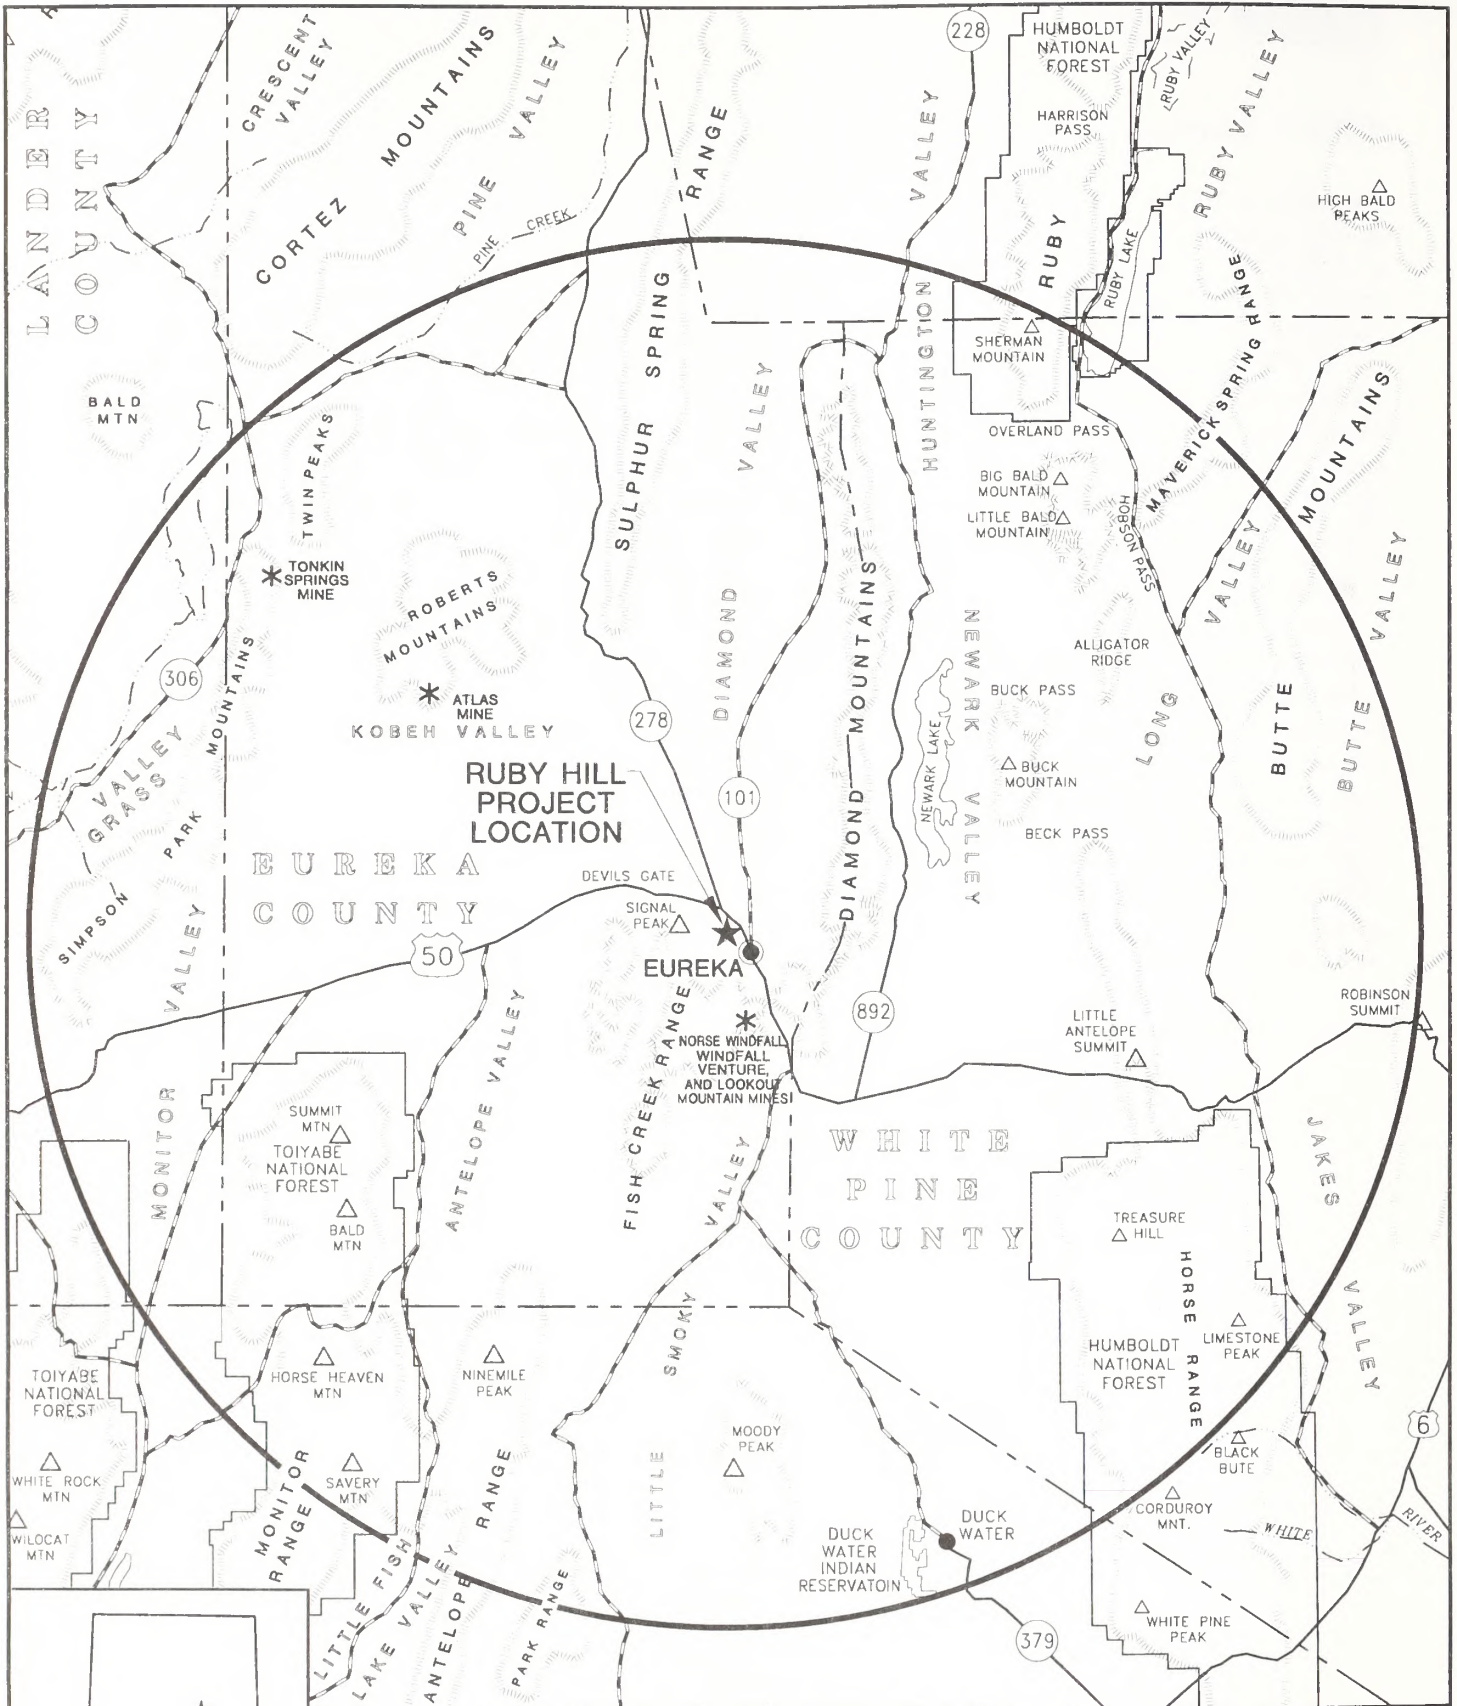 228
HUMBOLDT
NATIONAL
FOREST
RUBY VALLEY
RUBY VALLEY
CRESCENT
VALLEY
CORTEZ MOUNTAINS
PINE VALLEY
PINE CREEK
LANDER
COUNTY
HARRISON
PASS
HIGH BALD
PEAKS
RUBY
RUBY LAKE
SULPHUR SPRING RANGE
HUNTINGTON VALLEY
SHERMAN
MOUNTAIN
MAVERICK SPRING RANGE
BALD
MTN
TWIN PEAKS
OVERLAND PASS
BIG BALD
MOUNTAIN
LITTLE BALD
MOUNTAIN
HOBSON PASS
BUTTE MOUNTAINS
BUTTE VALLEY
TONKIN
SPRINGS
MINE
ROBERTS
MOUNTAINS
DIAMOND VALLEY
DIAMOND MOUNTAINS
DIAMOND MOUNTAINS
NEWARK VALLEY
NEWARK LAKE
ALLIGATOR
RIDGE
LONG VALLEY
306
ATLAS
MINE
KOBEH VALLEY
278
BUCK PASS
BUCK
MOUNTAIN
BECK PASS
101
RUBY HILL
PROJECT
LOCATION
GRASS
VALLEY
SIMPSON PARK MOUNTAINS
EUREKA
COUNTY
DEVILS GATE
SIGNAL
PEAK
50
EUREKA
892
LITTLE
ANTELOPE
SUMMIT
ROBINSON
SUMMIT
NORSE WINDFALL
WINDFALL
VENTURE,
AND LOOKOUT
MOUNTAIN MINES
FISH CREEK RANGE
ANTELOPE VALLEY
MONITOR VALLEY
SUMMIT
MTN
TOIYABE
NATIONAL
FOREST
BALD
MTN
WHITE
PINE
COUNTY
JAKES VALLEY
TREASURE
HILL
HORSE RANGE
LIMESTONE
PEAK
HUMBOLDT
NATIONAL
FOREST
TOIYABE
NATIONAL
FOREST
HORSE HEAVEN
MTN
NINEMILE
PEAK
LITTLE SMOKY VALLEY
MOODY
PEAK
6
BLACK
BUTE
CORDUROY
MNT.
WHITE RIVER
WHITE ROCK
MTN
WILOCAT
MTN
SAVERY
MTN
MONITOR
RANGE
LITTLE FISH
LAKE VALLEY
ANTELOPE RANGE
PARK RANGE
DUCK
WATER
INDIAN
RESERVATOIN
DUCK
WATER
379
WHITE PINE
PEAK